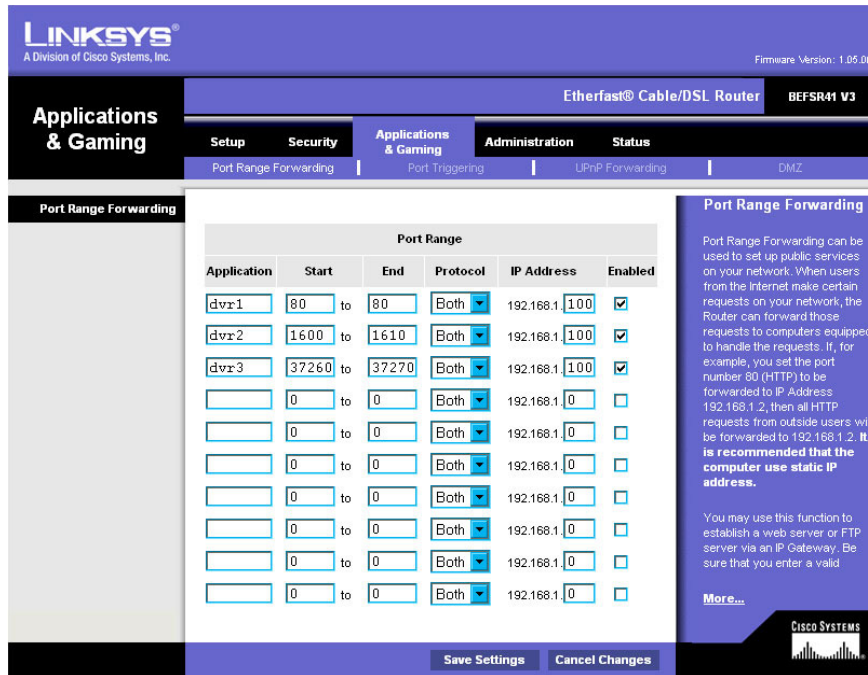 LINKSYS®
A Division of Cisco Systems, Inc.
Firmware Version: 1.05.0
Etherfast® Cable/DSL Router BEFSR41 V3
Applications & Gaming
Setup Security Applications & Gaming Administration Status
Port Range Forwarding Port Triggering UPnP Forwarding DMZ
Port Range Forwarding
Port Range
Application Start End Protocol IP Address Enabled
dvr1 80 to 80 Both 192.168.1. 100
dvr2 1600 to 1610 Both 192.168.1. 100
dvr3 37260 to 37270 Both 192.168.1. 100
0 to 0 Both 192.168.1. 0
0 to 0 Both 192.168.1. 0
0 to 0 Both 192.168.1. 0
0 to 0 Both 192.168.1. 0
0 to 0 Both 192.168.1. 0
0 to 0 Both 192.168.1. 0
0 to 0 Both 192.168.1. 0
Port Range Forwarding
Port Range Forwarding can be
used to set up public services
on your network. When users
from the Internet make certain
requests on your network, the
Router can forward those
requests to computers equipped
to handle the requests. If, for
example, you set the port
number 80 (HTTP) to be
forwarded to IP Address
192.168.1.2, then all HTTP
requests from outside users wi
be forwarded to 192.168.1.2. It
is recommended that the
computer use static IP
address.
You may use this function to
establish a web server or FTP
server via an IP Gateway. Be
sure that you enter a valid
More...
Save Settings Cancel Changes
CISCO SYSTEMS